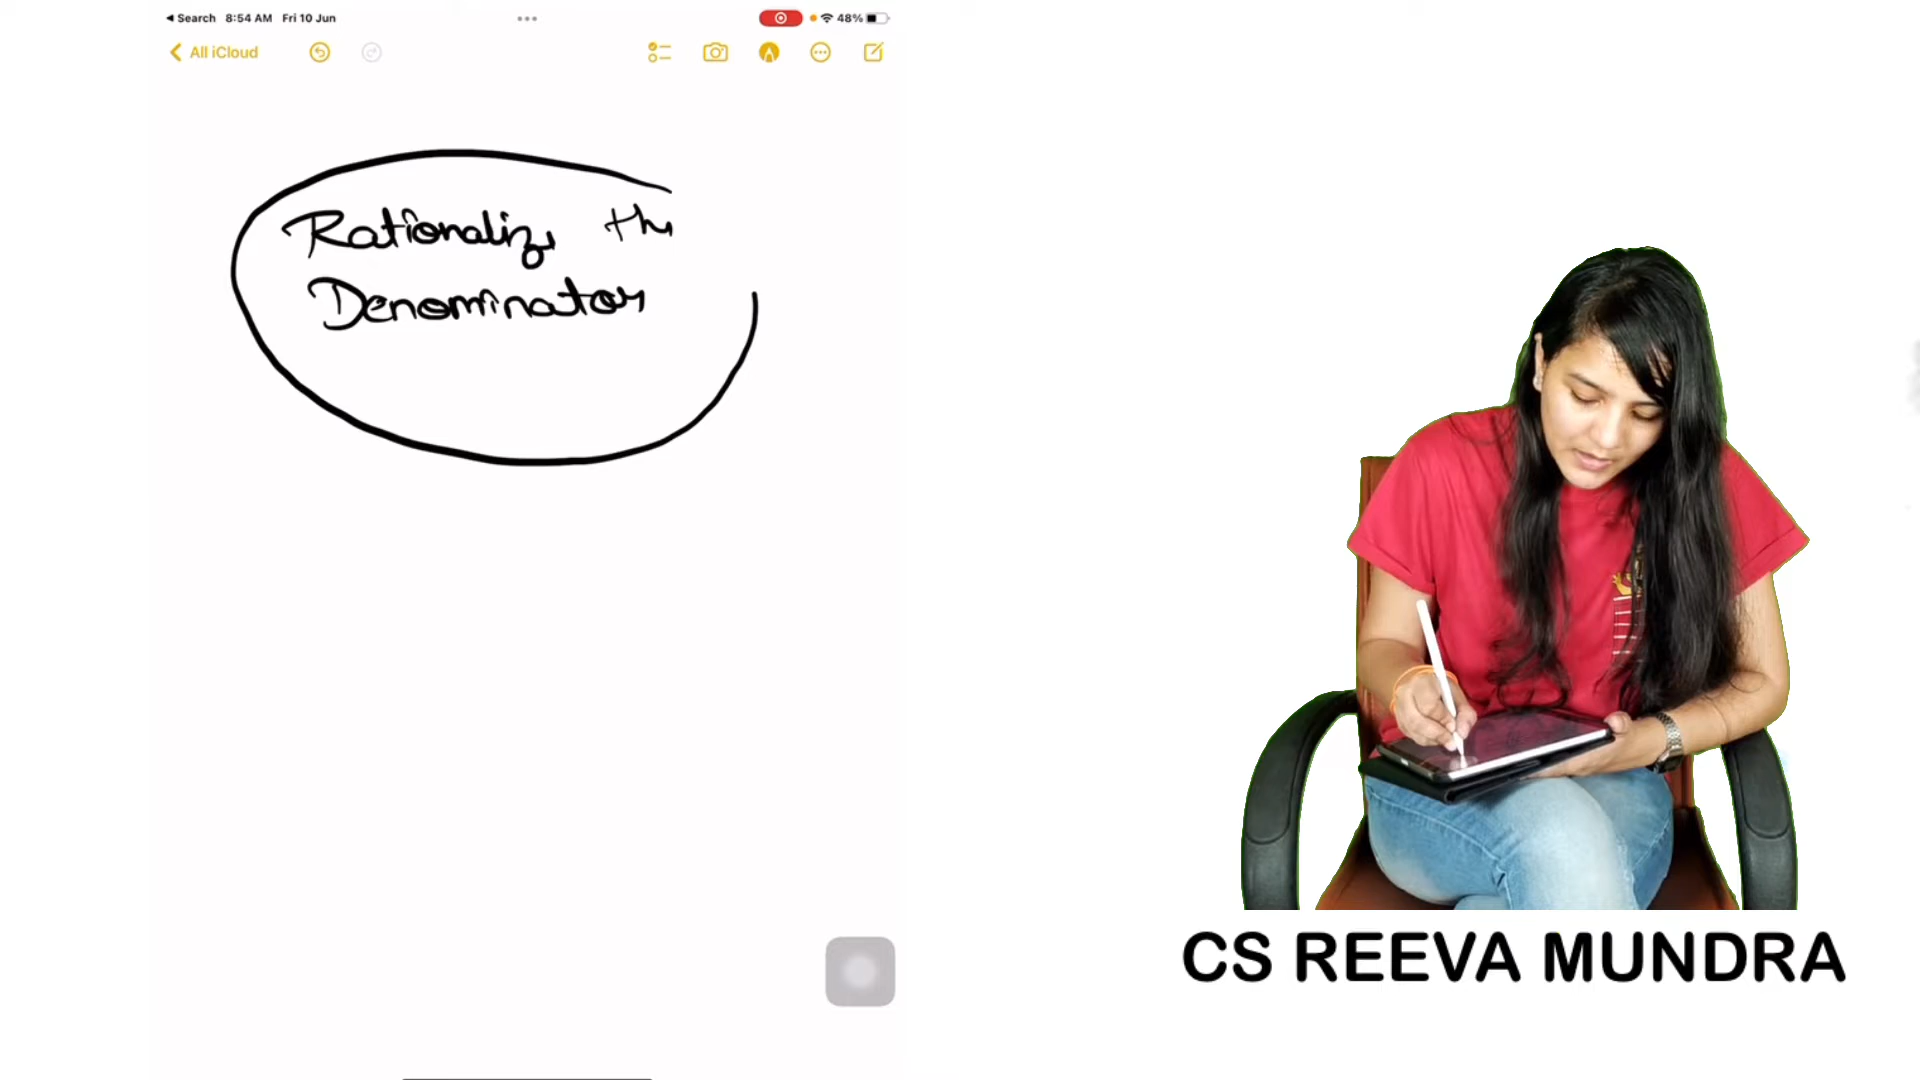 Search 8:54 AM Fri 10 Jun 48%
All iCloud
Rationalize the
Denominator
CS REEVA MUNDRA